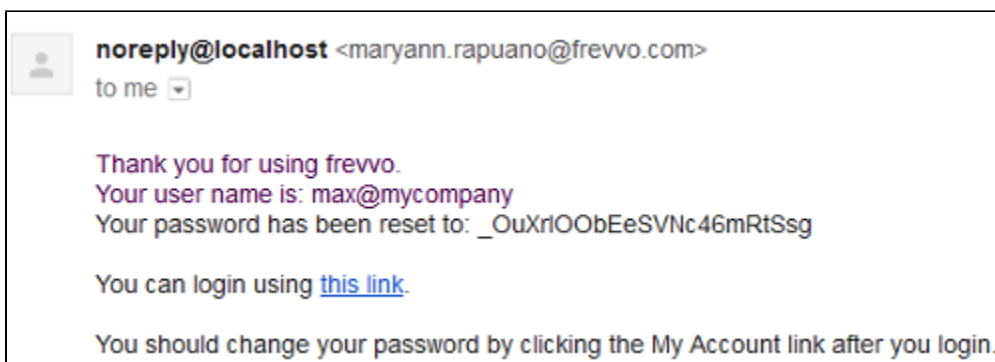 noreply@localhost <maryann.rapuano@frevvo.com>
to me
Thank you for using frevvo.
Your user name is: max@mycompany
Your password has been reset to: _OuXrIOObEeSVNc46mRtSsg
You can login using this link.
You should change your password by clicking the My Account link after you login.